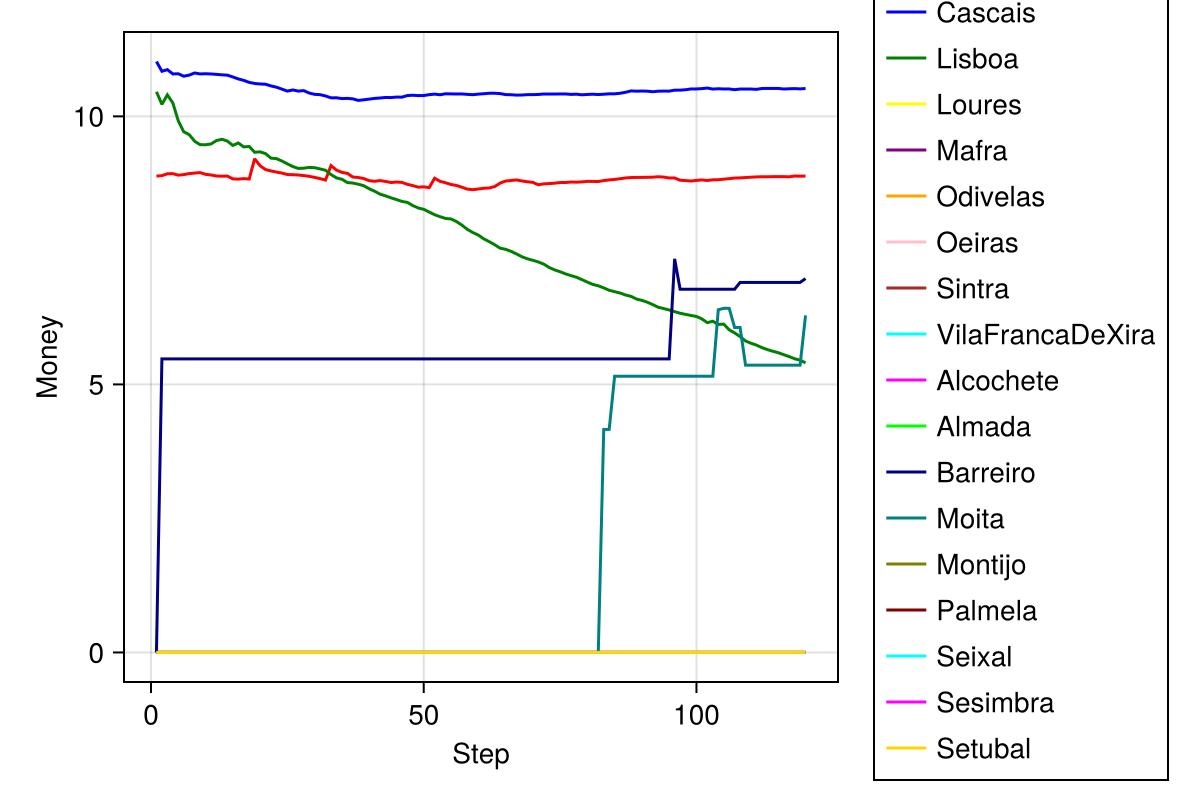 Cascais
Lisboa
Loures
Mafra
Odivelas
Oeiras
Sintra
VilaFrancaDeXira
Alcochete
Almada
Barreiro
Moita
Montijo
Palmela
Seixal
Sesimbra
Setubal
10
5
0
Money
0 50 100
Step